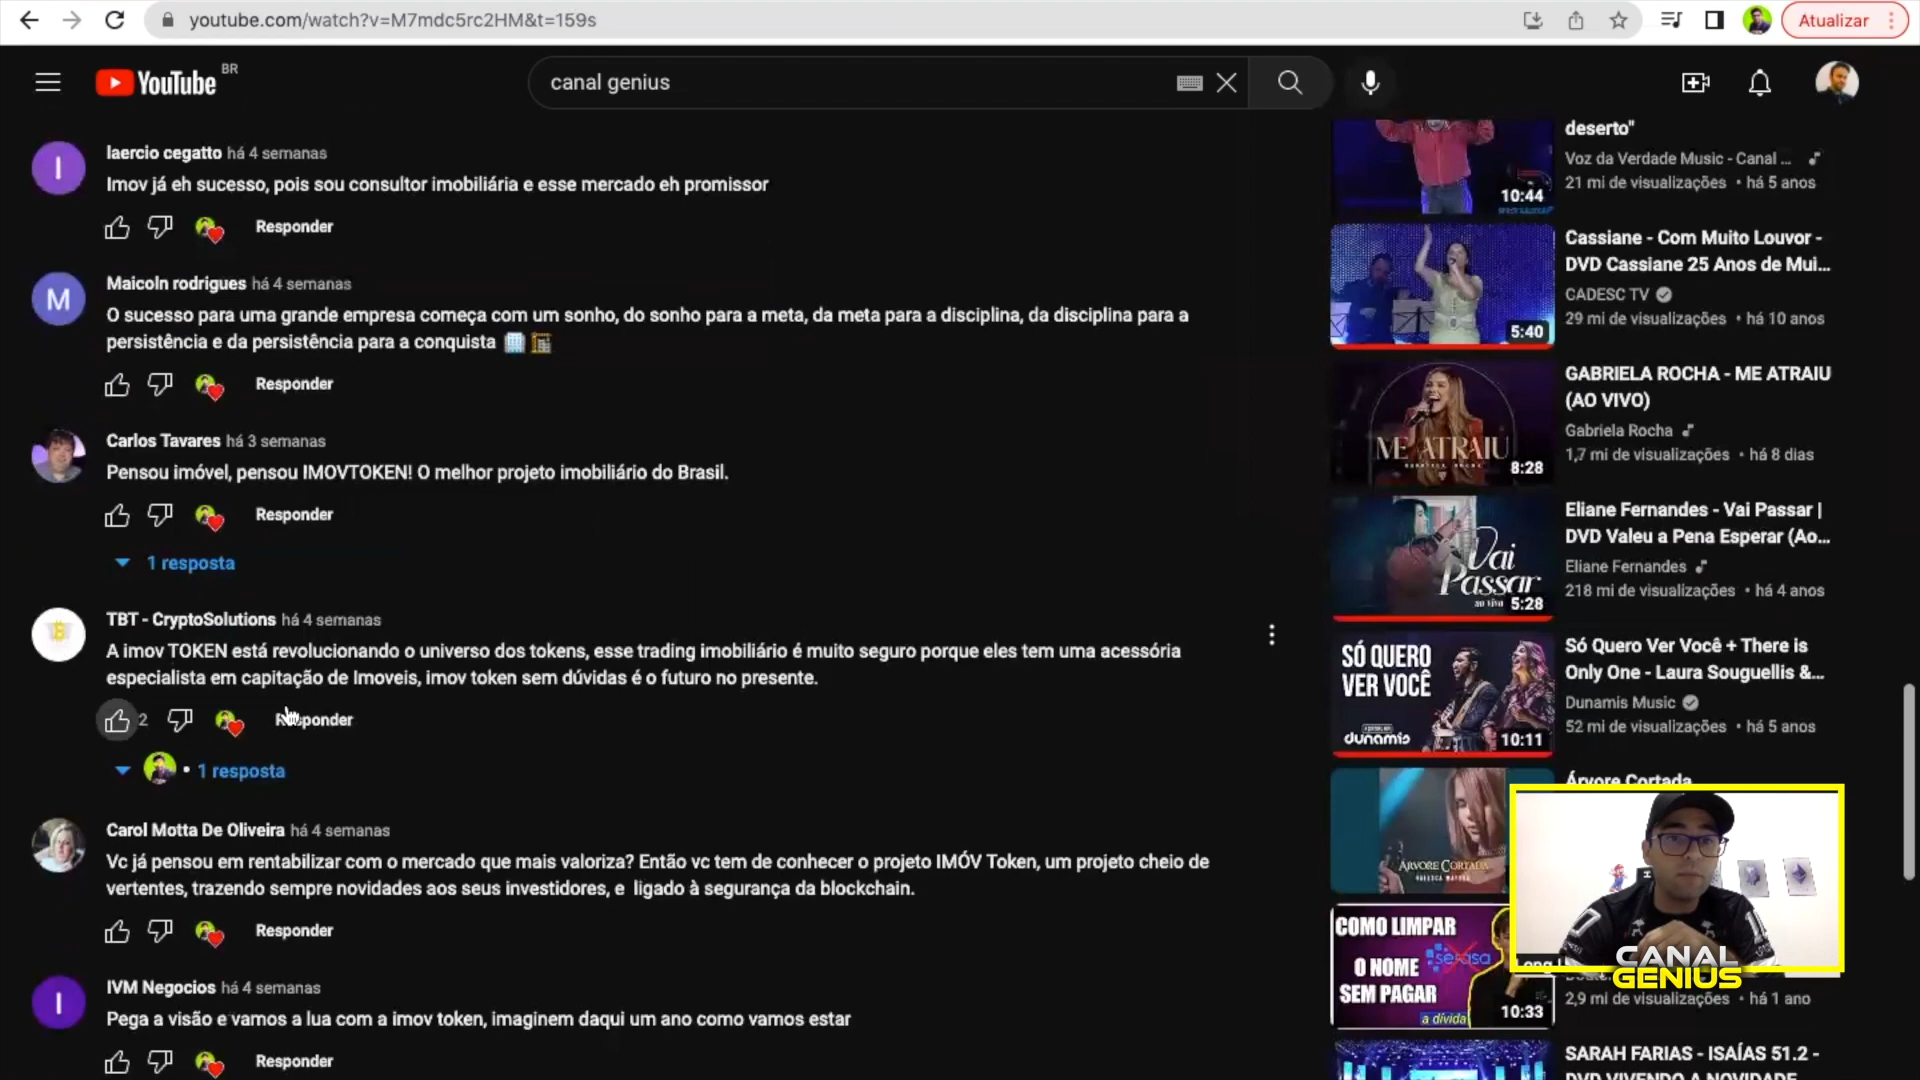 youtube.com/watch?v=M7mdc5rc2HM&t=159s
Atualizar
YouTube BR
canal genius
I
laercio cegatto há 4 semanas
Imov já eh sucesso, pois sou consultor imobiliária e esse mercado eh promissor
Responder
M
Maicoln rodrigues há 4 semanas
O sucesso para uma grande empresa começa com um sonho, do sonho para a meta, da meta para a disciplina, da disciplina para a
persistência e da persistência para a conquista
Responder
Carlos Tavares há 3 semanas
Pensou imóvel, pensou IMOVTOKEN! O melhor projeto imobiliário do Brasil.
Responder
1 resposta
TBT - CryptoSolutions há 4 semanas
A imov TOKEN está revolucionando o universo dos tokens, esse trading imobiliário é muito seguro porque eles tem uma acessória
especialista em capitação de Imoveis, imov token sem dúvidas é o futuro no presente.
2
Responder
• 1 resposta
Carol Motta De Oliveira há 4 semanas
Vc já pensou em rentabilizar com o mercado que mais valoriza? Então vc tem de conhecer o projeto IMÓV Token, um projeto cheio de
vertentes, trazendo sempre novidades aos seus investidores, e ligado à segurança da blockchain.
Responder
I
IVM Negocios há 4 semanas
Pega a visão e vamos a lua com a imov token, imaginem daqui um ano como vamos estar
Responder
deserto"
Voz da Verdade Music - Canal ...
21 mi de visualizações • há 5 anos
10:44
Cassiane - Com Muito Louvor -
DVD Cassiane 25 Anos de Mui...
CADESC TV
29 mi de visualizações • há 10 anos
5:40
GABRIELA ROCHA - ME ATRAIU
(AO VIVO)
Gabriela Rocha
1,7 mi de visualizações • há 8 dias
ME ATRAIU
GABRIELA ROCHA
8:28
Eliane Fernandes - Vai Passar |
DVD Valeu a Pena Esperar (Ao...
Eliane Fernandes
218 mi de visualizações • há 4 anos
Vai
Passar
ao vivo
5:28
Só Quero Ver Você + There is
Only One - Laura Souguellis &...
Dunamis Music
52 mi de visualizações • há 5 anos
SÓ QUERO
VER VOCÊ
dunamis
10:11
Árvore Cortada
ARVORE CORTADA
COMO LIMPAR
serasa
O NOME
SEM PAGAR
a dívida
10:33
2,9 mi de visualizações • há 1 ano
CANAL
GENIUS
SARAH FARIAS - ISAÍAS 51.2 -
DVD VIVENDO A NOVIDADE